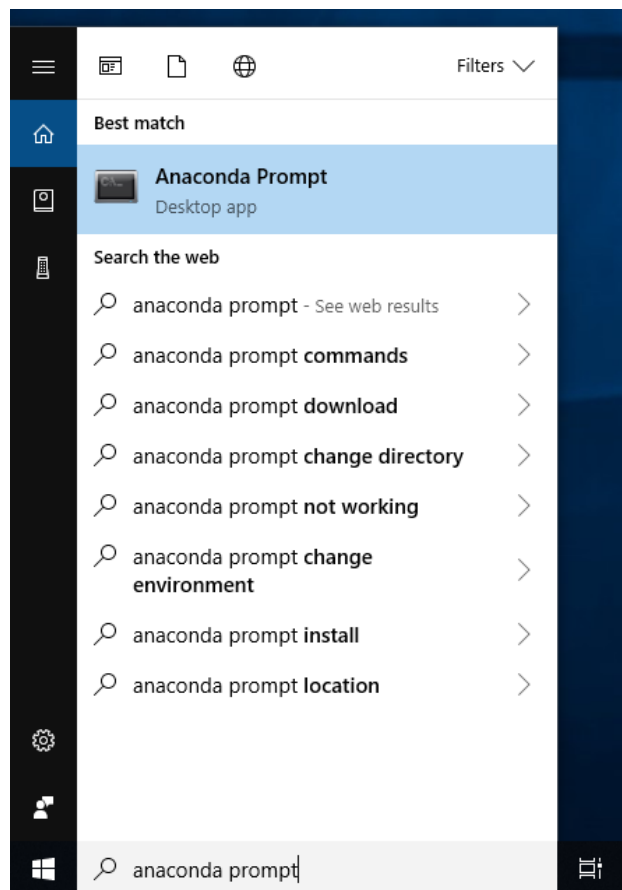 Filters
Best match
Anaconda Prompt
Desktop app
Search the web
anaconda prompt - See web results
anaconda prompt commands
anaconda prompt download
anaconda prompt change directory
anaconda prompt not working
anaconda prompt change
environment
anaconda prompt install
anaconda prompt location
anaconda prompt